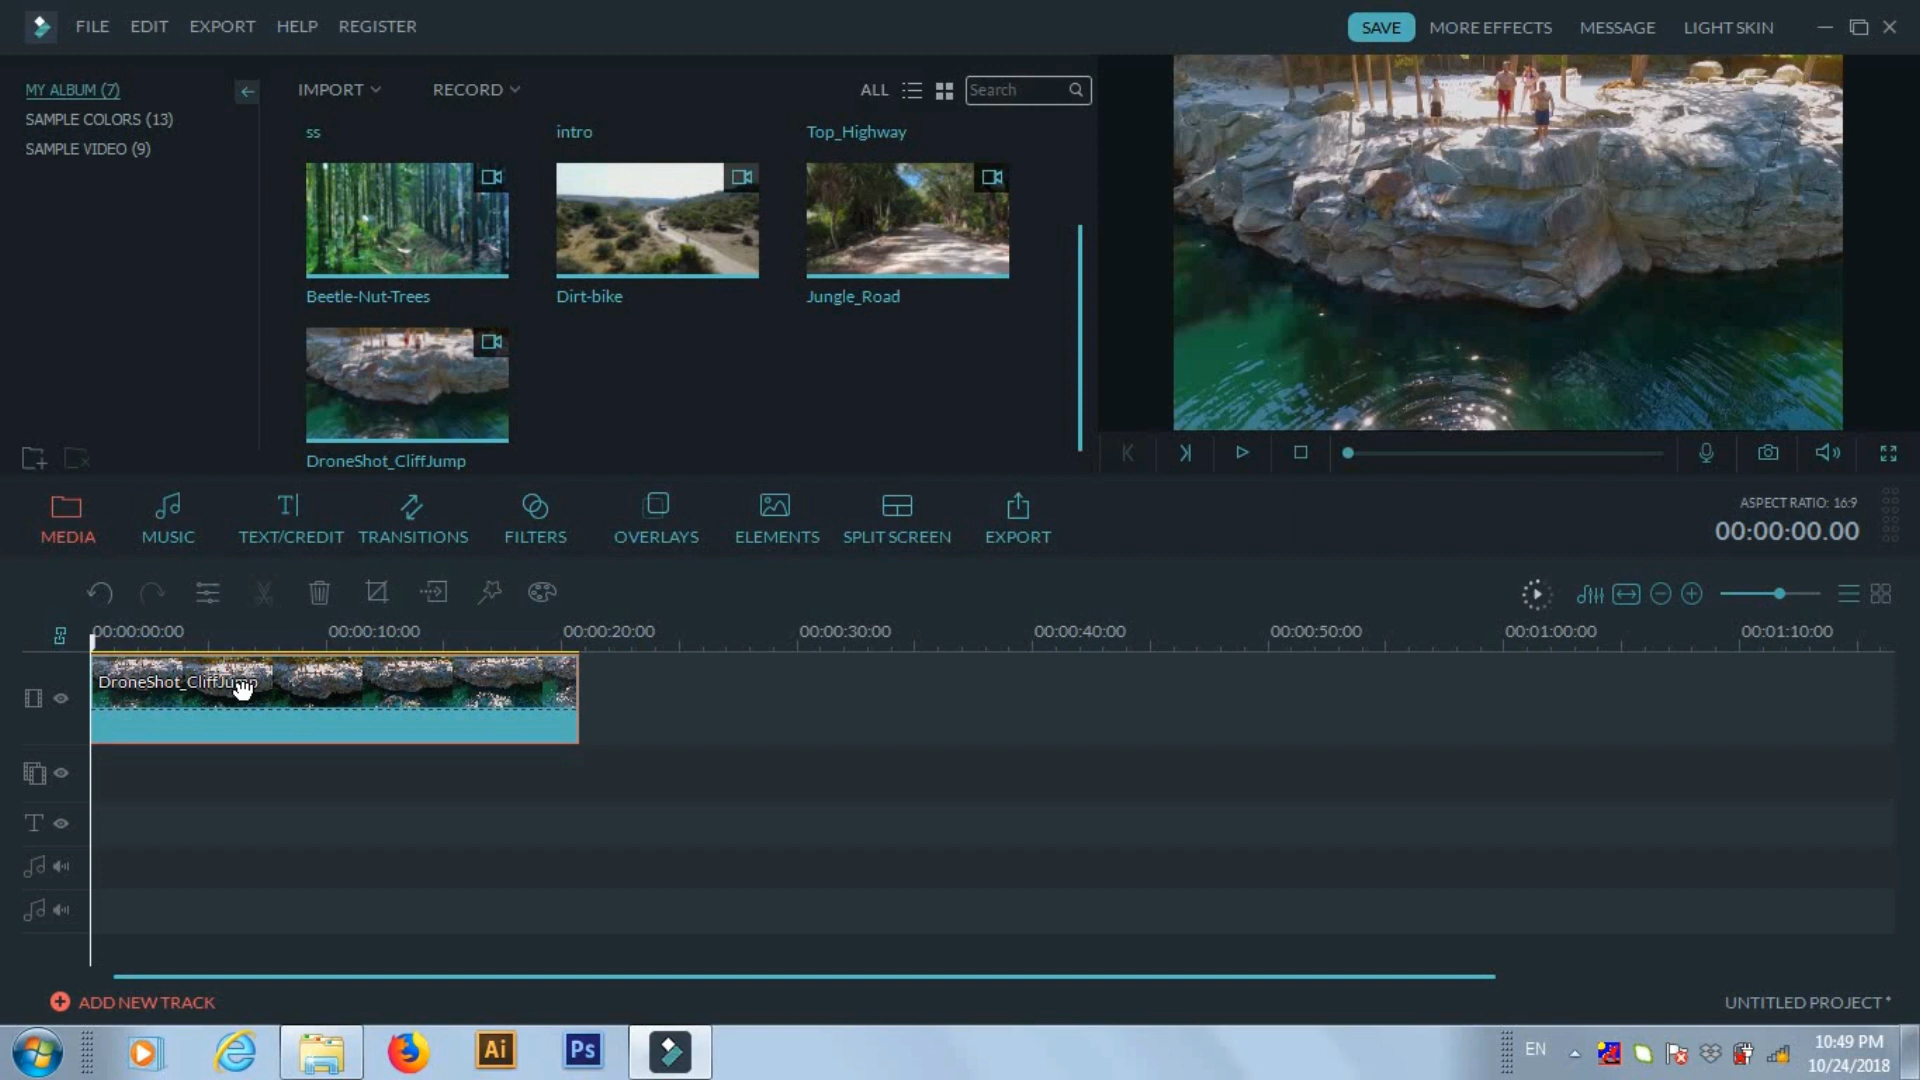 FILE EDIT EXPORT HELP REGISTER SAVE MORE EFFECTS MESSAGE LIGHT SKIN
MY ALBUM (7)
SAMPLE COLORS (13)
SAMPLE VIDEO (9)
IMPORT RECORD ALL Search
ss intro Top_Highway
Beetle-Nut-Trees Dirt-bike Jungle_Road
DroneShot_CliffJump
MEDIA MUSIC TEXT/CREDIT TRANSITIONS FILTERS OVERLAYS ELEMENTS SPLIT SCREEN EXPORT
ASPECT RATIO: 16:9
00:00:00.00
00:00:00:00 00:00:10:00 00:00:20:00 00:00:30:00 00:00:40:00 00:00:50:00 00:01:00:00 00:01:10:00
DroneShot_CliffJump
ADD NEW TRACK UNTITLED PROJECT *
Ai Ps EN 10:49 PM
10/24/2018